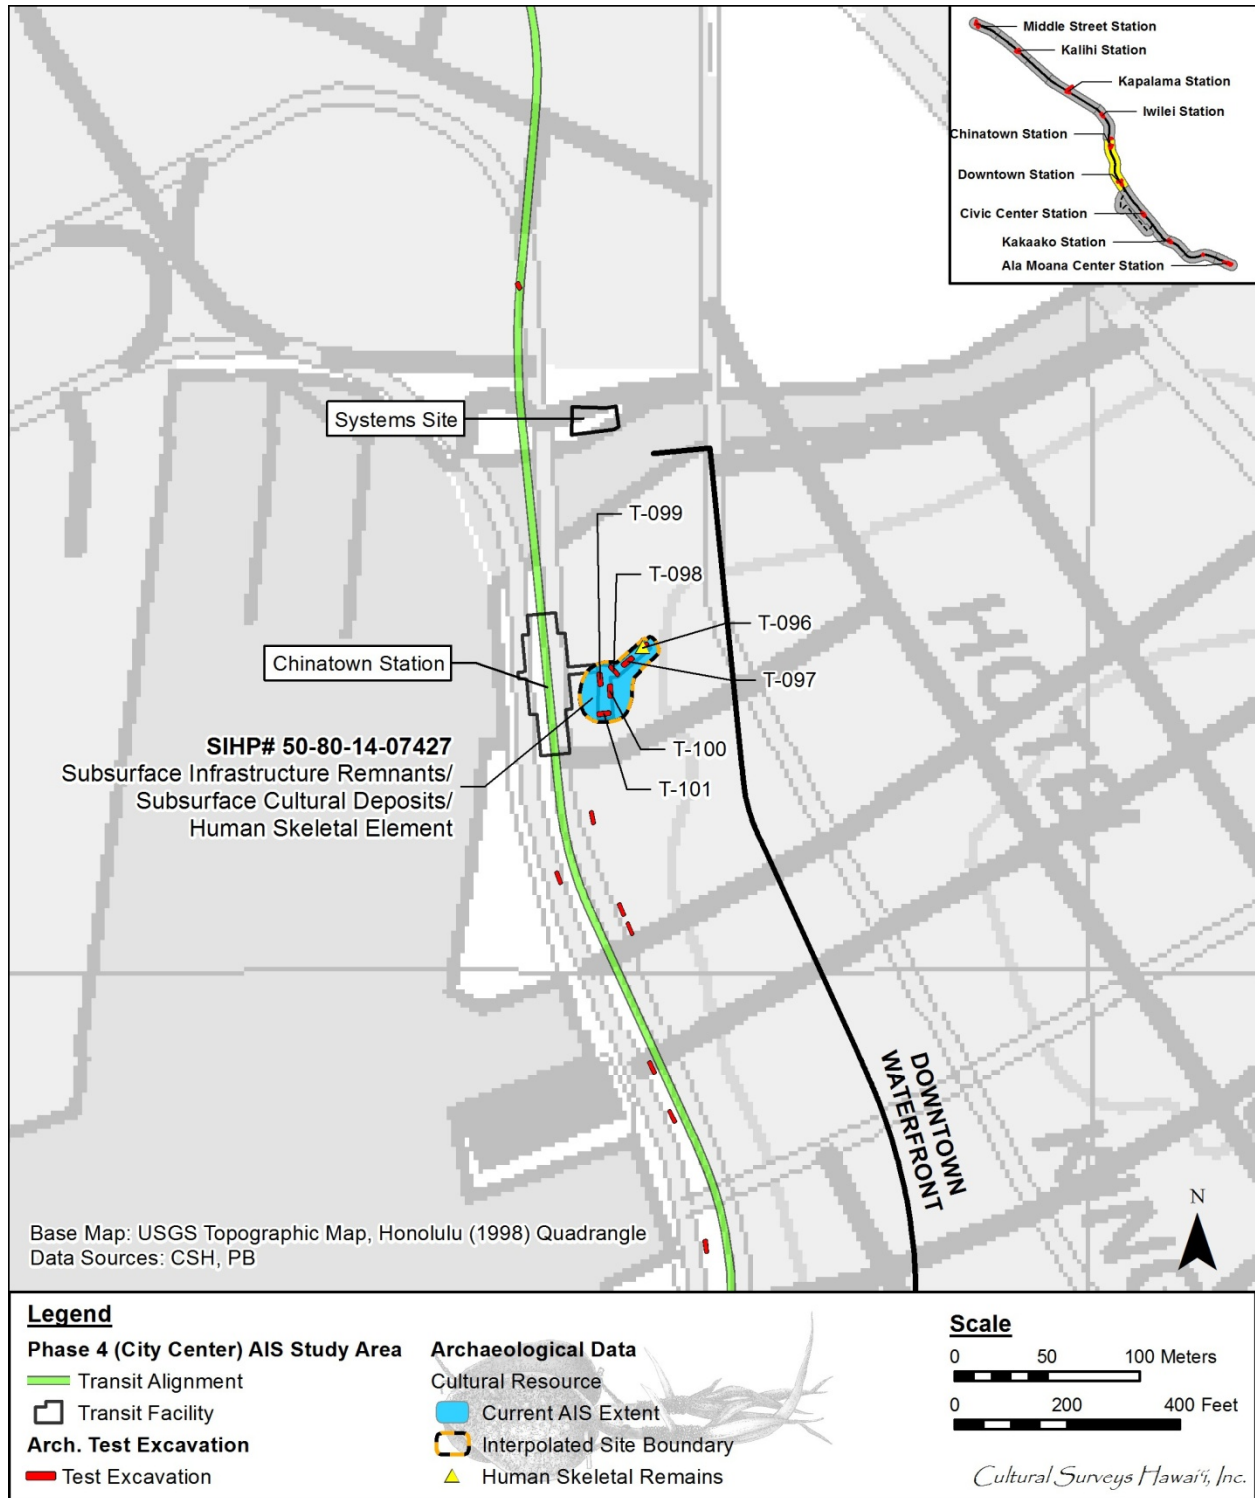 Middle Street Station
Kalihi Station
Kapalama Station
Iwilei Station
Chinatown Station
Downtown Station
Civic Center Station
Kakaako Station
Ala Moana Center Station
Systems Site
T-099
T-098
T-096
T-097
Chinatown Station
SIHP# 50-80-14-07427
Subsurface Infrastructure Remnants/
Subsurface Cultural Deposits/
Human Skeletal Element
T-100
T-101
HOTEL
DOWNTOWN
WATERFRONT
N
Base Map: USGS Topographic Map, Honolulu (1998) Quadrangle
Data Sources: CSH, PB
Legend
Phase 4 (City Center) AIS Study Area
Transit Alignment
Transit Facility
Arch. Test Excavation
Test Excavation
Archaeological Data
Cultural Resource
Current AIS Extent
Interpolated Site Boundary
Human Skeletal Remains
Scale
0 50 100 Meters
0 200 400 Feet
Cultural Surveys Hawai‘i, Inc.